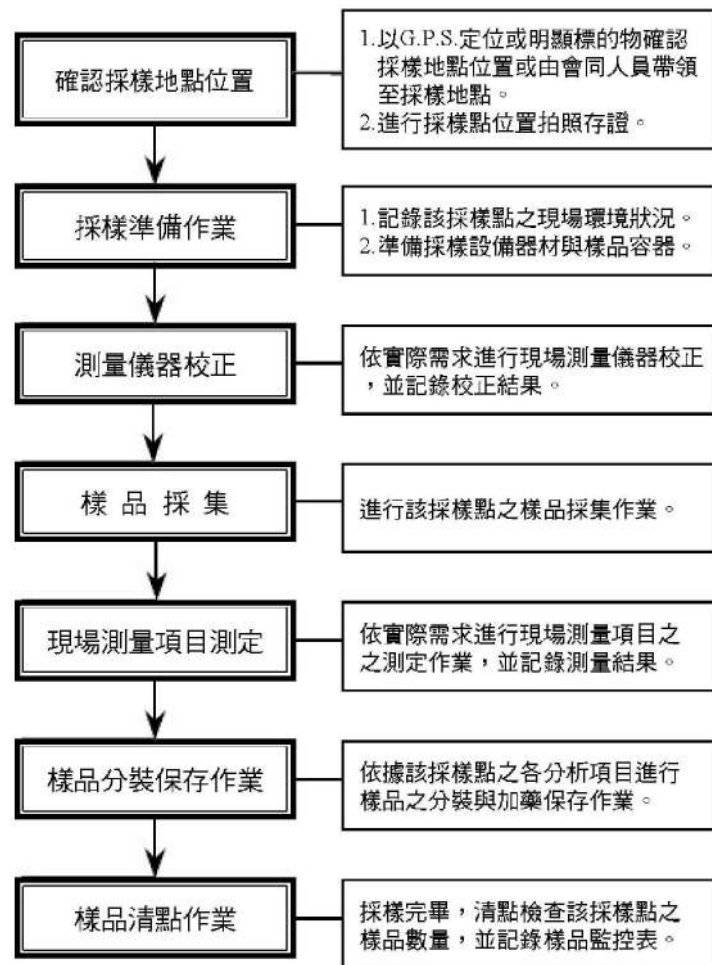 確認採樣地點位置
1.以G.P.S.定位或明顯標的物確認
採樣地點位置或由會同人員帶領
至採樣地點。
2.進行採樣點位置拍照存證。
採樣準備作業
1.記錄該採樣點之現場環境狀況。
2.準備採樣設備器材與樣品容器。
測量儀器校正
依實際需求進行現場測量儀器校正
，並記錄校正結果。
樣品採集
進行該採樣點之樣品採集作業。
現場測量項目測定
依實際需求進行現場測量項目之
之測定作業，並記錄測量結果。
樣品分裝保存作業
依據該採樣點之各分析項目進行
樣品之分裝與加藥保存作業。
樣品清點作業
採樣完畢，清點檢查該採樣點之
樣品數量，並記錄樣品監控表。